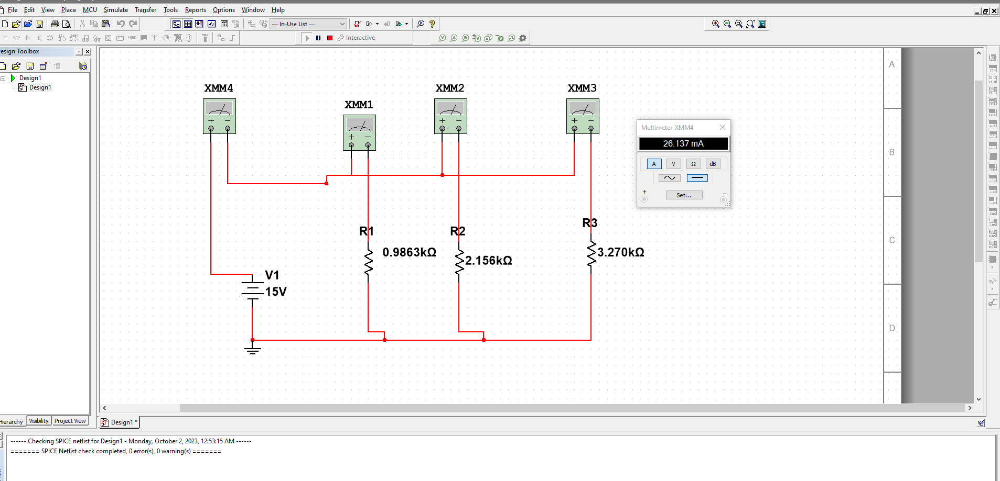 File Edit View Place MCU Simulate Transfer Tools Reports Options Window Help
--- In-Use List ---
MISC
Interactive
V A W V A V V
esign Toolbox
Design1
Design1
A
B
C
D
XMM4
+ −
XMM1
+ −
XMM2
+ −
XMM3
+ −
Multimeter-XMM4
26.137 mA
A V Ω dB
+ Set... −
R1
0.9863kΩ
R2
2.156kΩ
R3
3.270kΩ
V1
15V
Hierarchy Visibility Project View
Design1 *
------ Checking SPICE netlist for Design1 - Monday, October 2, 2023, 12:53:15 AM ------
======= SPICE Netlist check completed, 0 error(s), 0 warning(s) =======